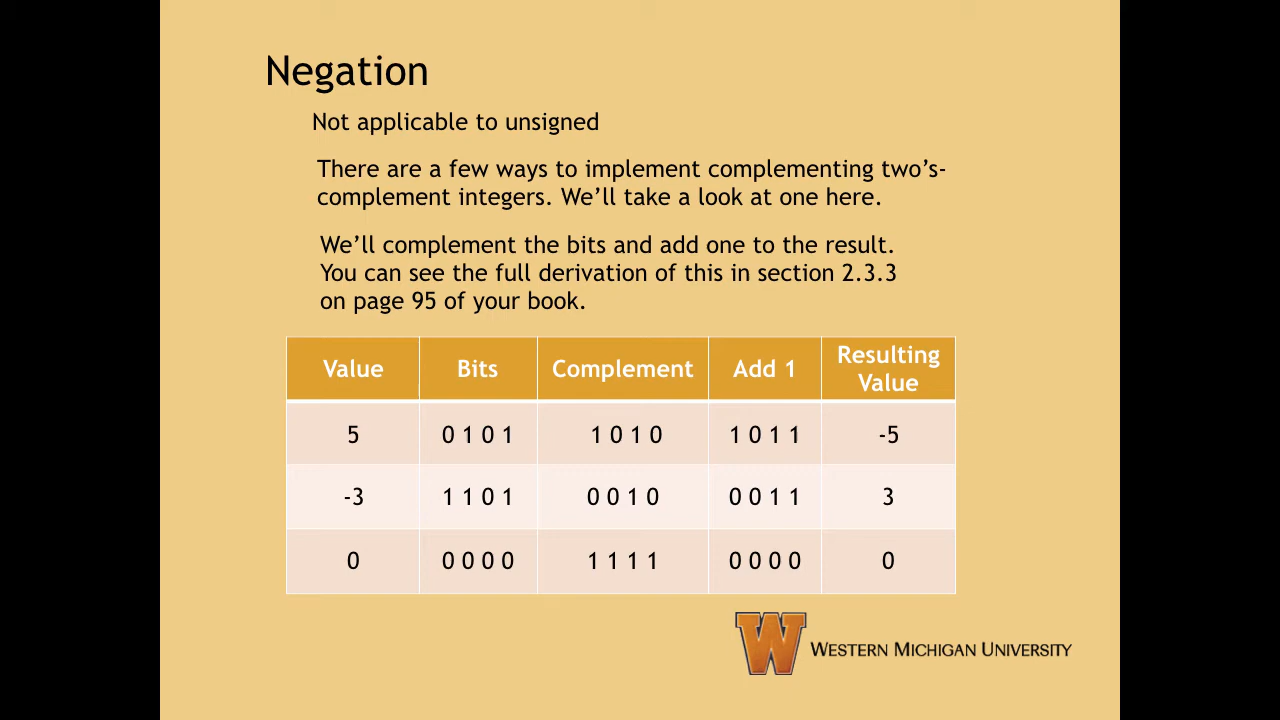 Negation
Not applicable to unsigned
There are a few ways to implement complementing two’s-
complement integers. We’ll take a look at one here.
We’ll complement the bits and add one to the result.
You can see the full derivation of this in section 2.3.3
on page 95 of your book.
Value Bits Complement Add 1 Resulting Value
5 0 1 0 1 1 0 1 0 1 0 1 1 -5
-3 1 1 0 1 0 0 1 0 0 0 1 1 3
0 0 0 0 0 1 1 1 1 0 0 0 0 0
W WESTERN MICHIGAN UNIVERSITY